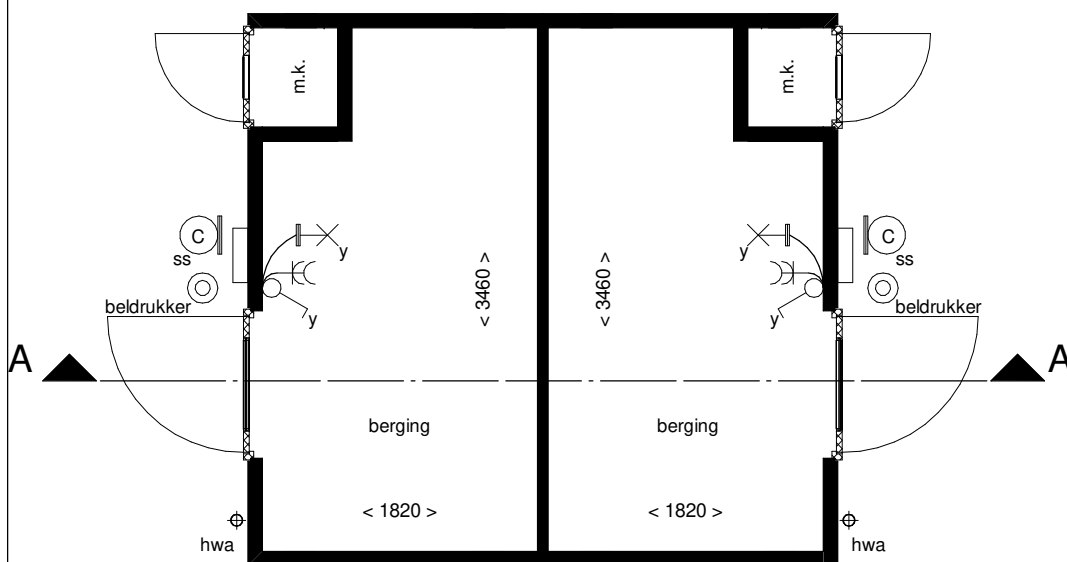 m.k.
m.k.
C
ss
y
y
C
ss
beldrukker
< 3460 >
< 3460 >
y
y
beldrukker
A
A
berging
berging
< 1820 >
< 1820 >
hwa
hwa